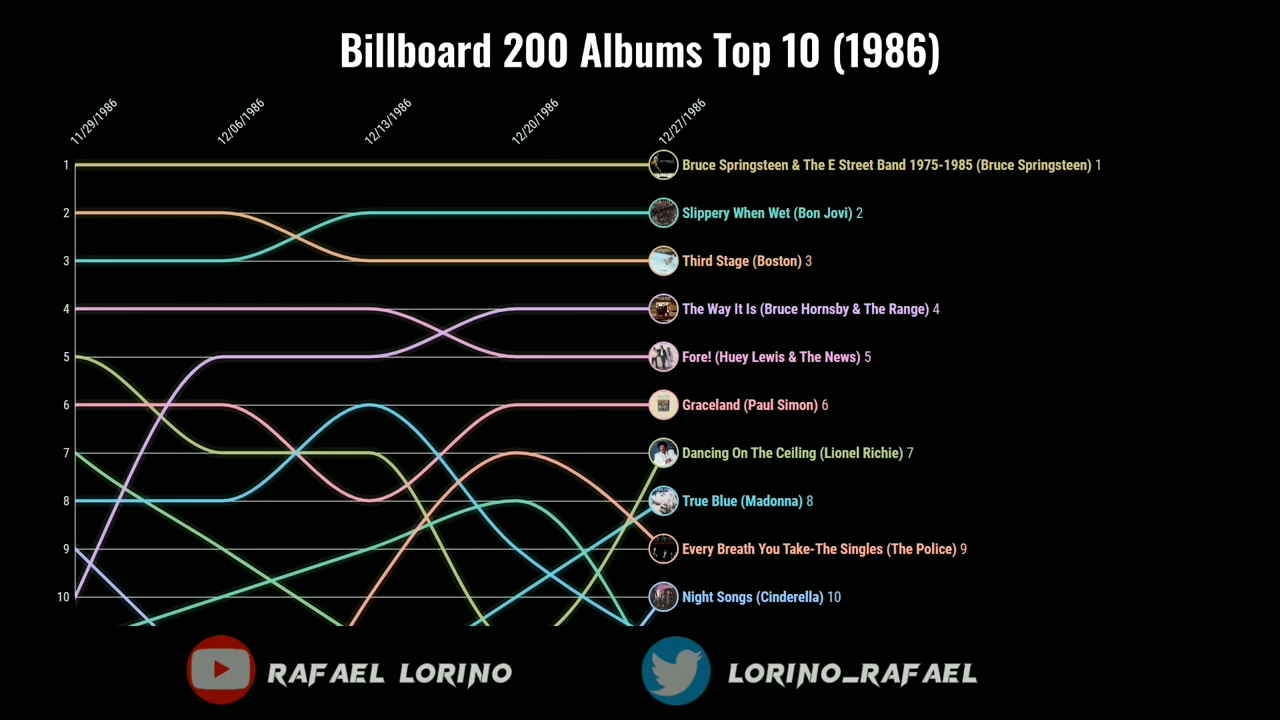 Billboard 200 Albums Top 10 (1986)
11/29/1986
12/06/1986
12/13/1986
12/20/1986
12/27/1986
1
Bruce Springsteen & The E Street Band 1975-1985 (Bruce Springsteen) 1
2
Slippery When Wet (Bon Jovi) 2
3
Third Stage (Boston) 3
4
The Way It Is (Bruce Hornsby & The Range) 4
5
Fore! (Huey Lewis & The News) 5
6
Graceland (Paul Simon) 6
7
Dancing On The Ceiling (Lionel Richie) 7
8
True Blue (Madonna) 8
9
Every Breath You Take-The Singles (The Police) 9
10
Night Songs (Cinderella) 10
RAFAEL LORINO
LORINO_RAFAEL